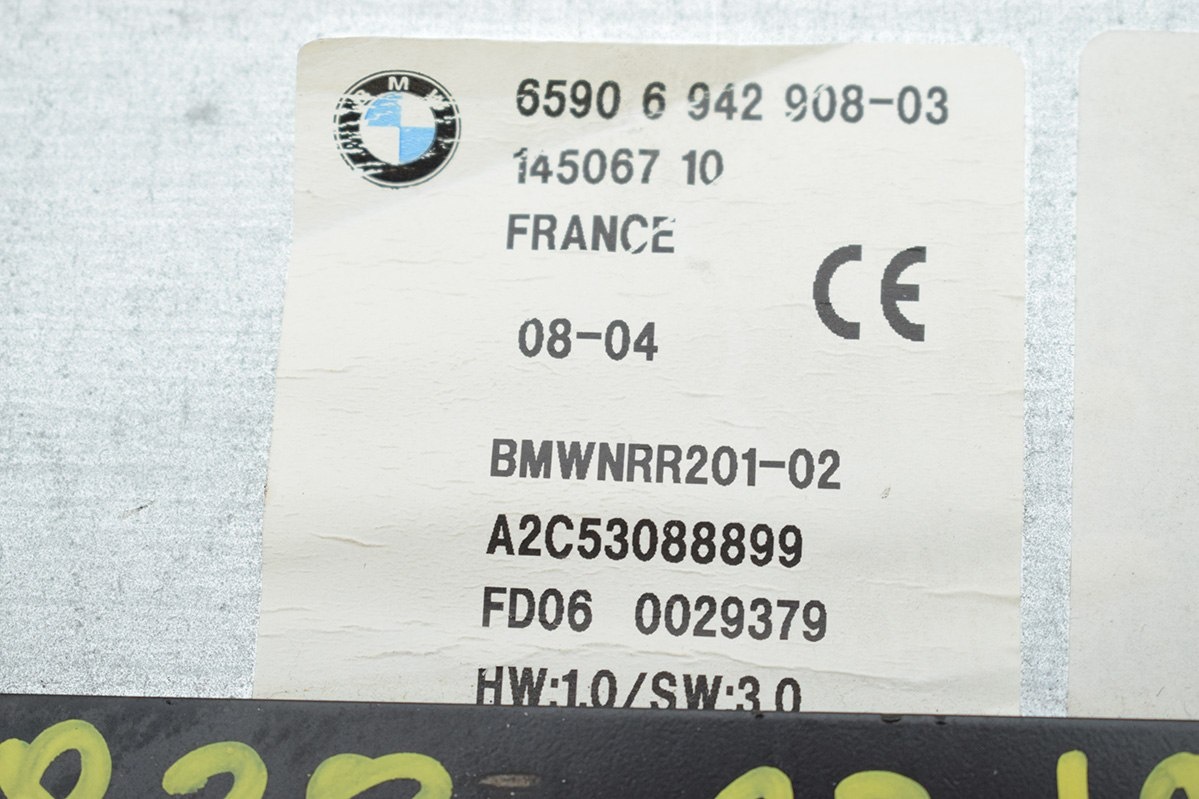 6590 6 942 908-03
145067 10
FRANCE
CE
08-04
BMWNRR201-02
A2C53088899
FD06 0029379
HW:1.0/SW:3.0